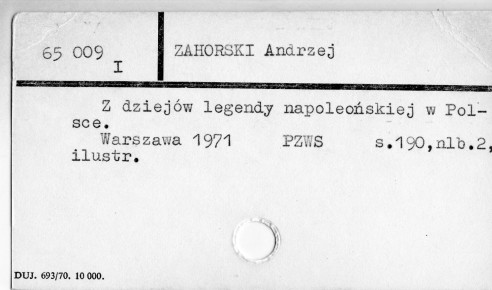 65 009
I
ZAHORSKI Andrzej
Z dziejów legendy napoleońskiej w Pol-
sce.
Warszawa 1971 PZWS s.190,nlb.2,
ilustr.
DUJ. 693/70. 10 000.